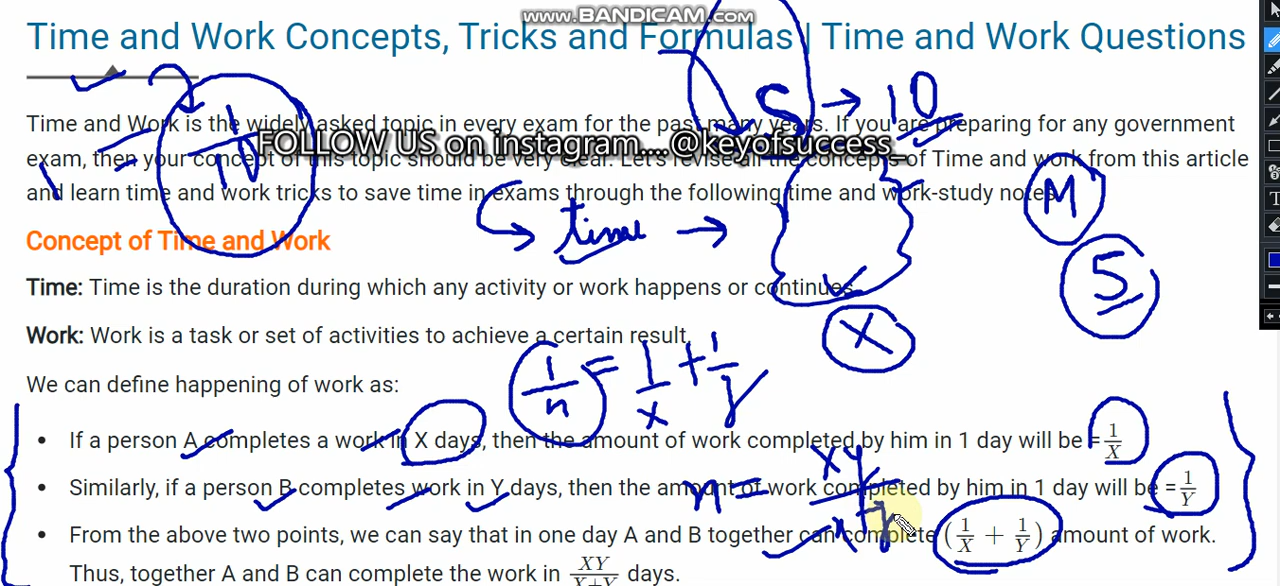 www.BANDICAM.com
Time and Work Concepts, Tricks and Formulas | Time and Work Questions
S → 10
1/10
Time and Work is the widely asked topic in every exam for the past many years. If you are preparing for any government
FOLLOW US on instagram....@keyofsuccess_
exam, then your concept of this topic should be very clear. Let's revise all the concepts of Time and work from this article
and learn time and work tricks to save time in exams through the following time and work-study notes.
M
time →
Concept of Time and Work
Time: Time is the duration during which any activity or work happens or continues.
5
Work: Work is a task or set of activities to achieve a certain result.
X
1/n = 1/x + 1/y
We can define happening of work as:
• If a person A completes a work in X days, then the amount of work completed by him in 1 day will be = 1/X
• Similarly, if a person B completes work in Y days, then the amount of work completed by him in 1 day will be = 1/Y
n = xy/x+y
• From the above two points, we can say that in one day A and B together can complete (1/X + 1/Y) amount of work.
Thus, together A and B can complete the work in XY/X+Y days.